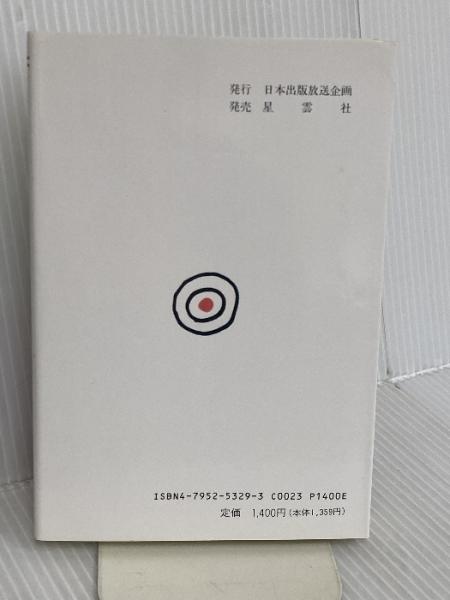 発行 日本出版放送企画
発売 星雲社
ISBN4-7952-5329-3 C0023 P1400E
定価 1,400円(本体1,359円)